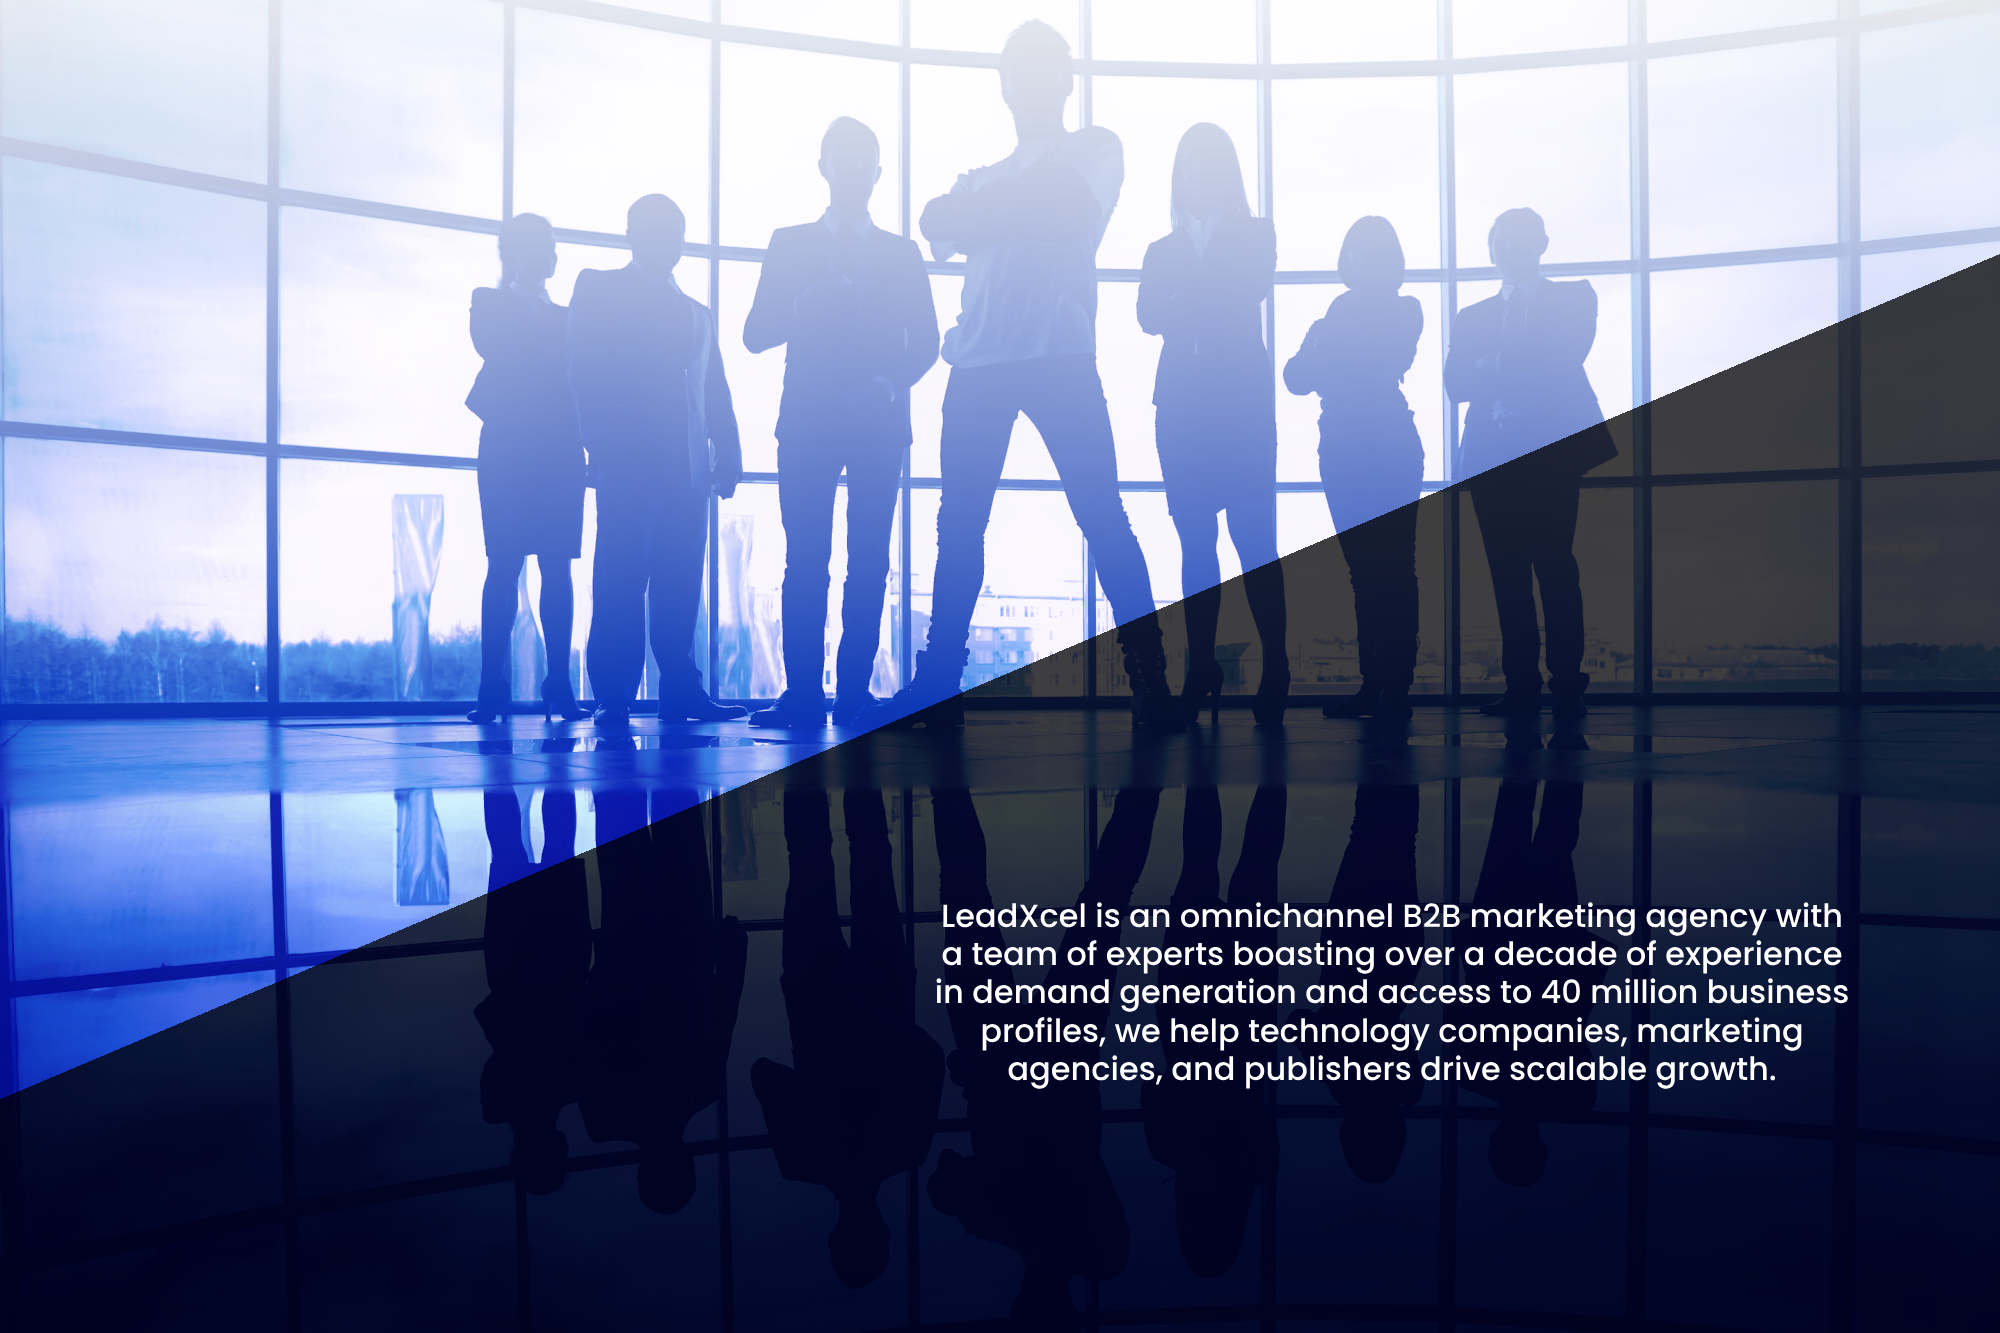 LeadXcel is an omnichannel B2B marketing agency with
a team of experts boasting over a decade of experience
in demand generation and access to 40 million business
profiles, we help technology companies, marketing
agencies, and publishers drive scalable growth.